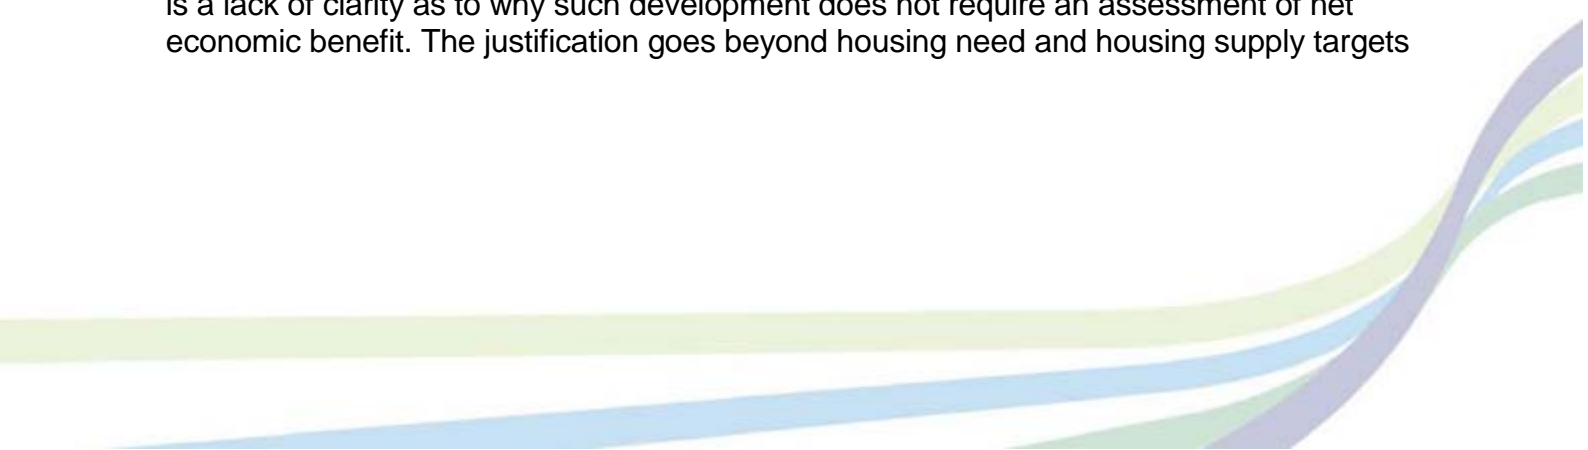 is a lack of clarity as to why such development does not require an assessment of net
economic benefit. The justification goes beyond housing need and housing supply targets